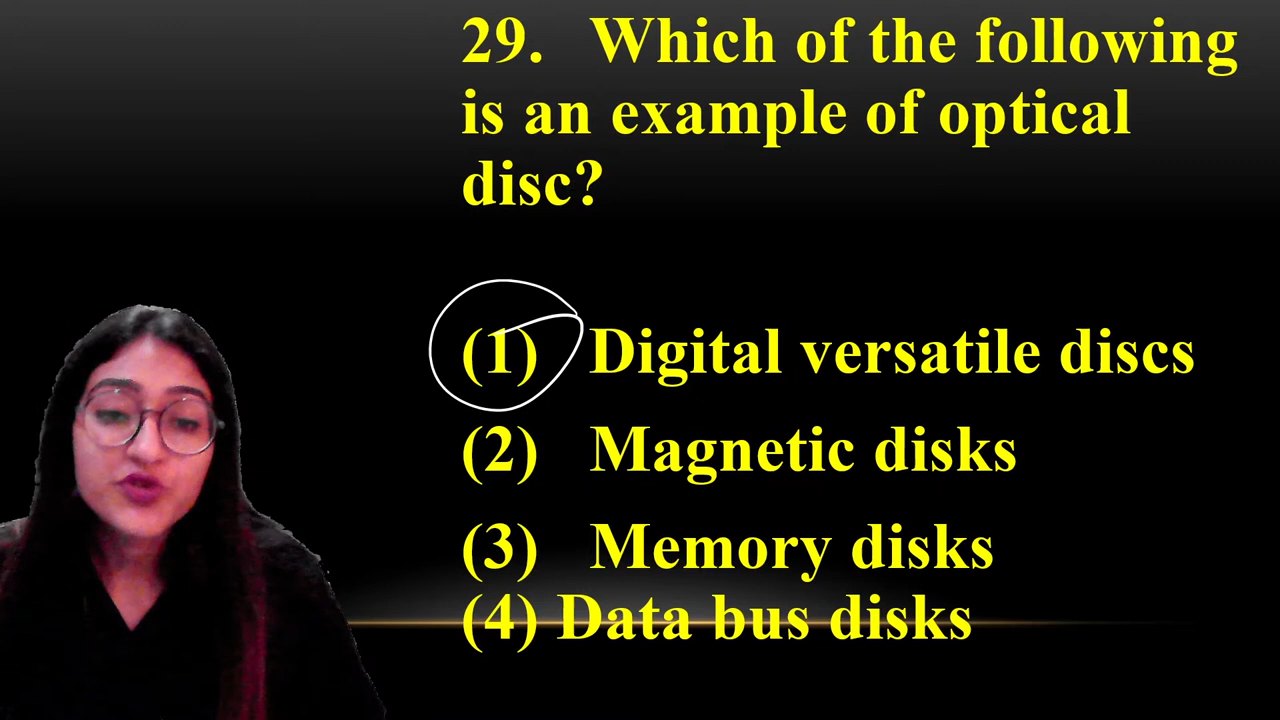 29. Which of the following
is an example of optical
disc?
(1) Digital versatile discs
(2) Magnetic disks
(3) Memory disks
(4) Data bus disks